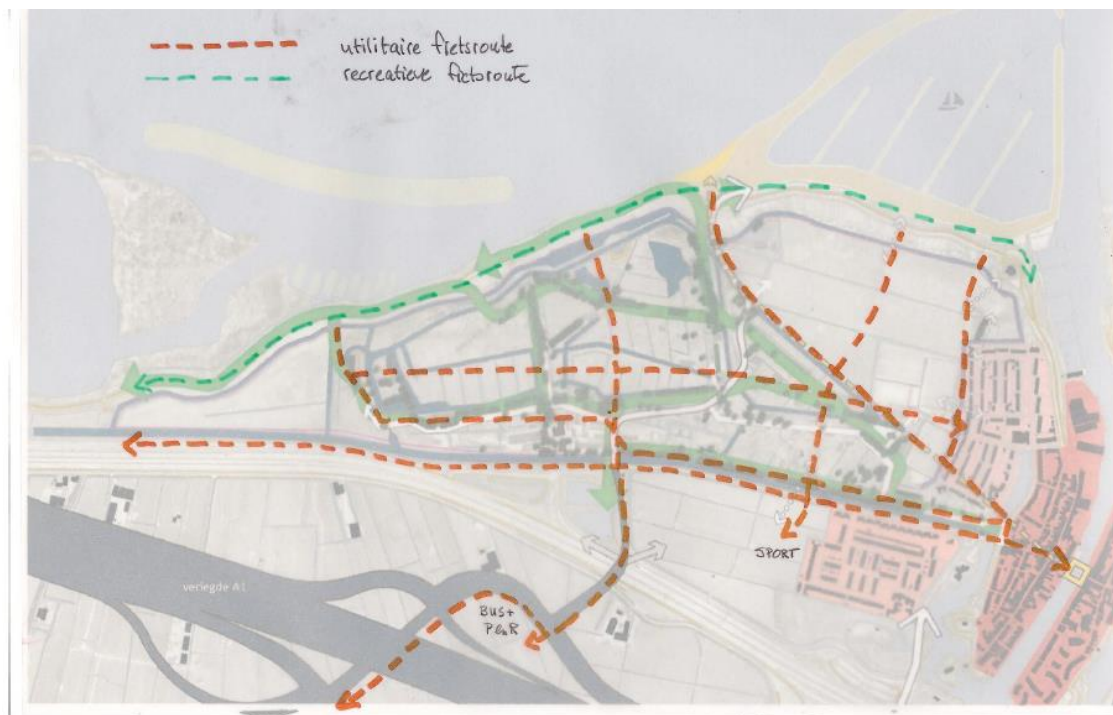 utilitaire fietsroute
recreatieve fietsroute
verlegde A1
BUS+
P&R
SPORT